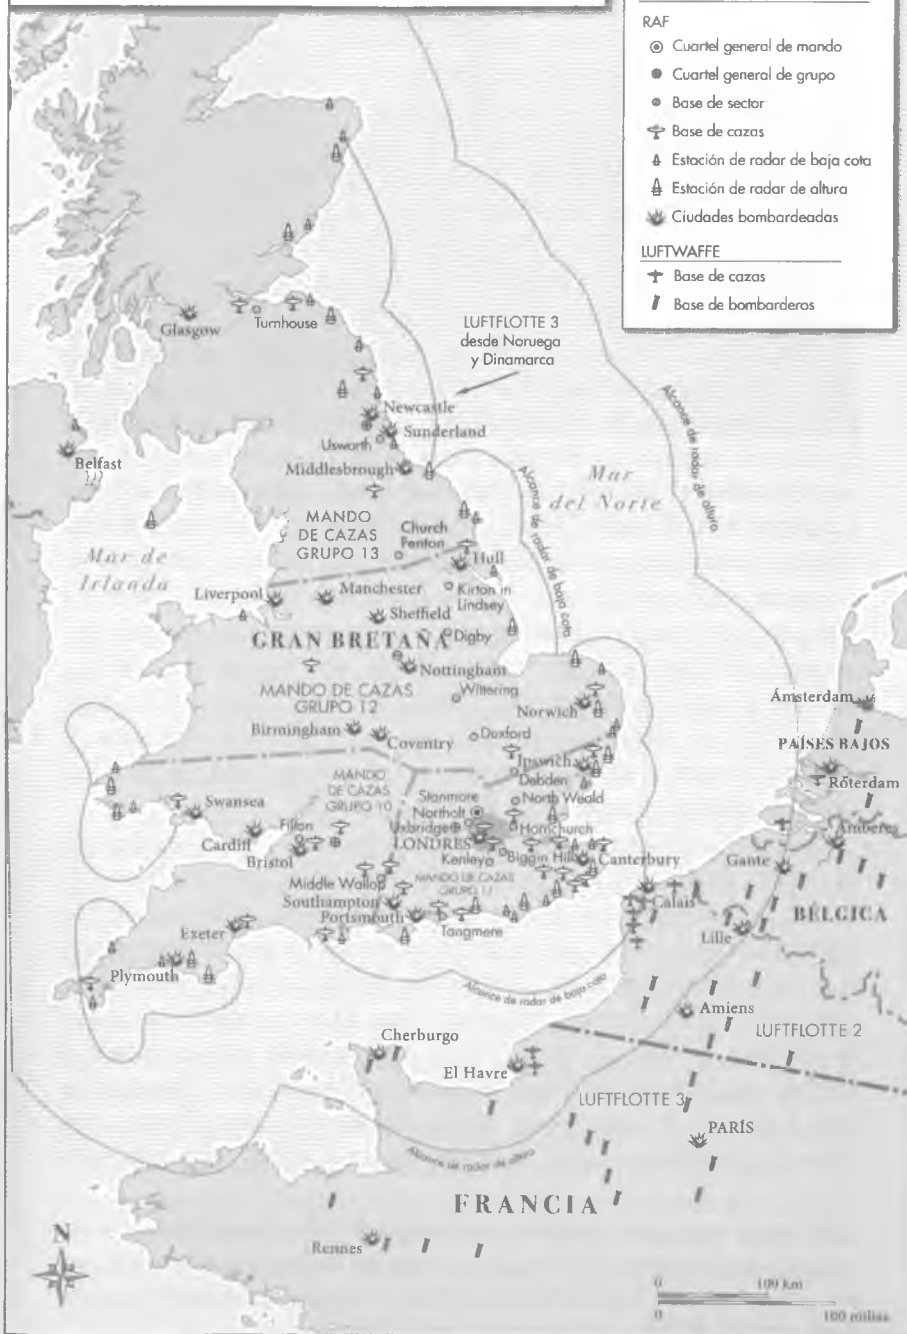 RAF
Cuartel general de mando
Cuartel general de grupo
Base de sector
Base de cazas
Estación de radar de baja cota
Estación de radar de altura
Ciudades bombardeadas
LUFTWAFFE
Base de cazas
Base de bombarderos
Glasgow
Turnhouse
LUFTFLOTTE 3
desde Noruega
y Dinamarca
Newcastle
Usworth
Sunderland
Belfast
Middlesbrough
Alcance de radar de altura
Mar
del Norte
Alcance de radar de baja cota
MANDO
DE CAZAS
GRUPO 13
Church
Fenton
Hull
Mar de
Irlanda
Liverpool
Manchester
Kirton in
Lindsey
Sheffield
GRAN BRETAÑA
Digby
Nottingham
MANDO DE CAZAS
GRUPO 12
Wittering
Norwich
Ámsterdam
Birmingham
Coventry
Duxford
PAÍSES BAJOS
Ipswich
Debden
Róterdam
MANDO
DE CAZAS
GRUPO 10
Stanmore
Northolt
North Weald
Swansea
Uxbridge
Hornchurch
Amberes
Cardiff
Filton
Bristol
LONDRES
Kenley
Biggin Hill
Canterbury
Gante
Middle Wallop
MANDO DE CAZAS
GRUPO 11
Calais
BÉLGICA
Southampton
Portsmouth
Tangmere
Lille
Exeter
Plymouth
Alcance de radar de baja cota
Amiens
LUFTFLOTTE 2
Cherburgo
El Havre
LUFTFLOTTE 3
PARÍS
Alcance de radar de altura
FRANCIA
N
Rennes
0 100 km
0 100 millas